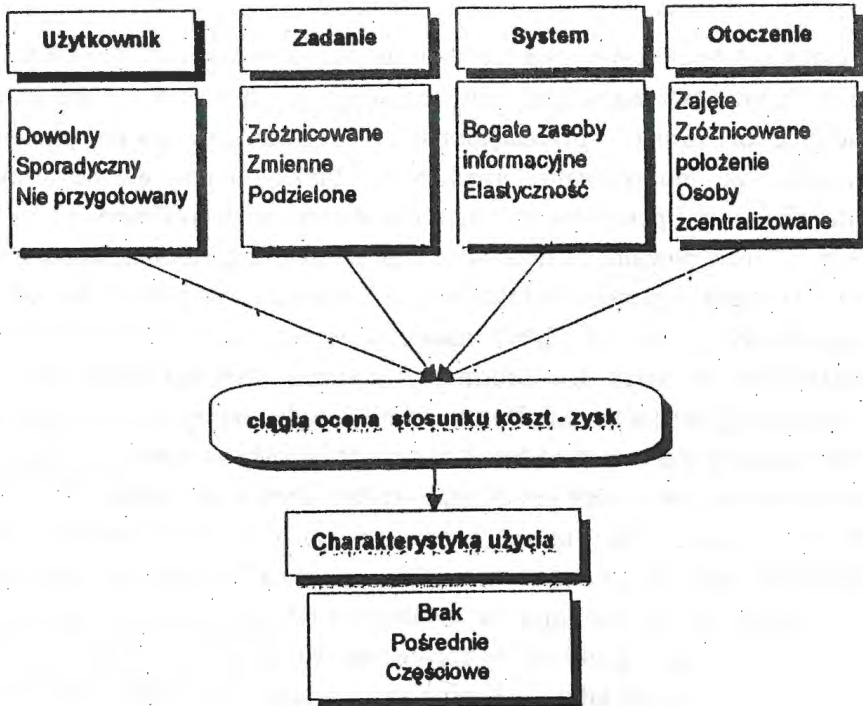 Użytkownik
Dowolny
Sporadyczny
Nie przygotowany
Zadanie
Zróżnicowane
Zmienne
Podzielone
System
Bogate zasoby
informacyjne
Elastyczność
Otoczenie
Zajęte
Zróżnicowane
położenie
Osoby
zcentralizowane
ciągła ocena stosunku koszt - zysk
Charakterystyka użycia
Brak
Pośrednie
Częściowe